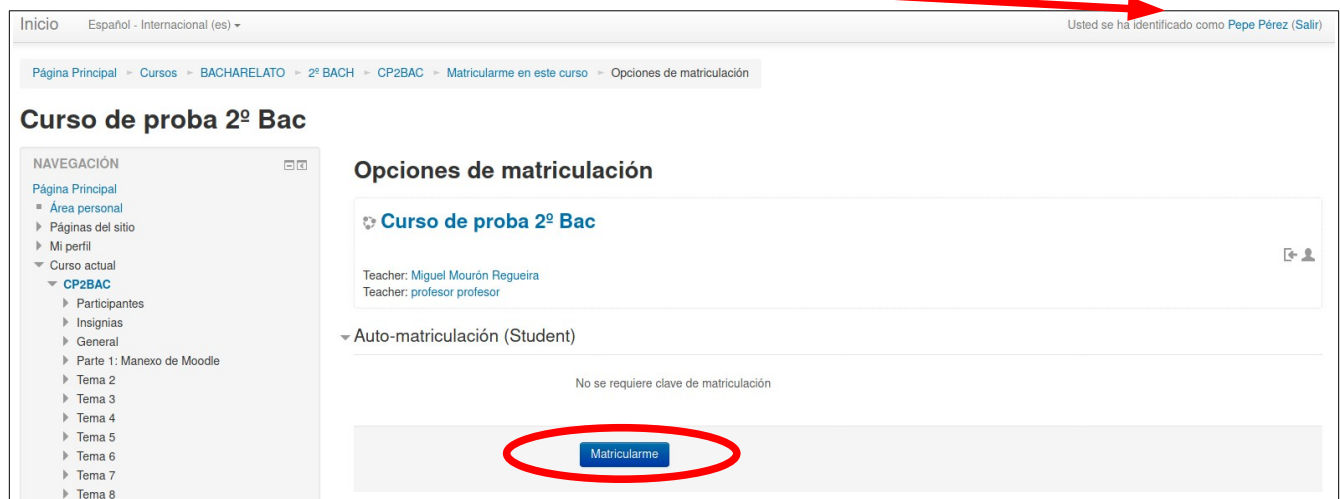 Inicio Español - Internacional (es) Usted se ha identificado como Pepe Pérez (Salir)
Página Principal Cursos BACHARELATO 2º BACH CP2BAC Matricularme en este curso Opciones de matriculación
Curso de proba 2º Bac
NAVEGACIÓN
Página Principal
Área personal
Páginas del sitio
Mi perfil
Curso actual
CP2BAC
Participantes
Insignias
General
Parte 1: Manexo de Moodle
Tema 2
Tema 3
Tema 4
Tema 5
Tema 6
Tema 7
Tema 8
Opciones de matriculación
Curso de proba 2º Bac
Teacher: Miguel Mourón Regueira
Teacher: profesor profesor
Auto-matriculación (Student)
No se requiere clave de matriculación
Matricularme